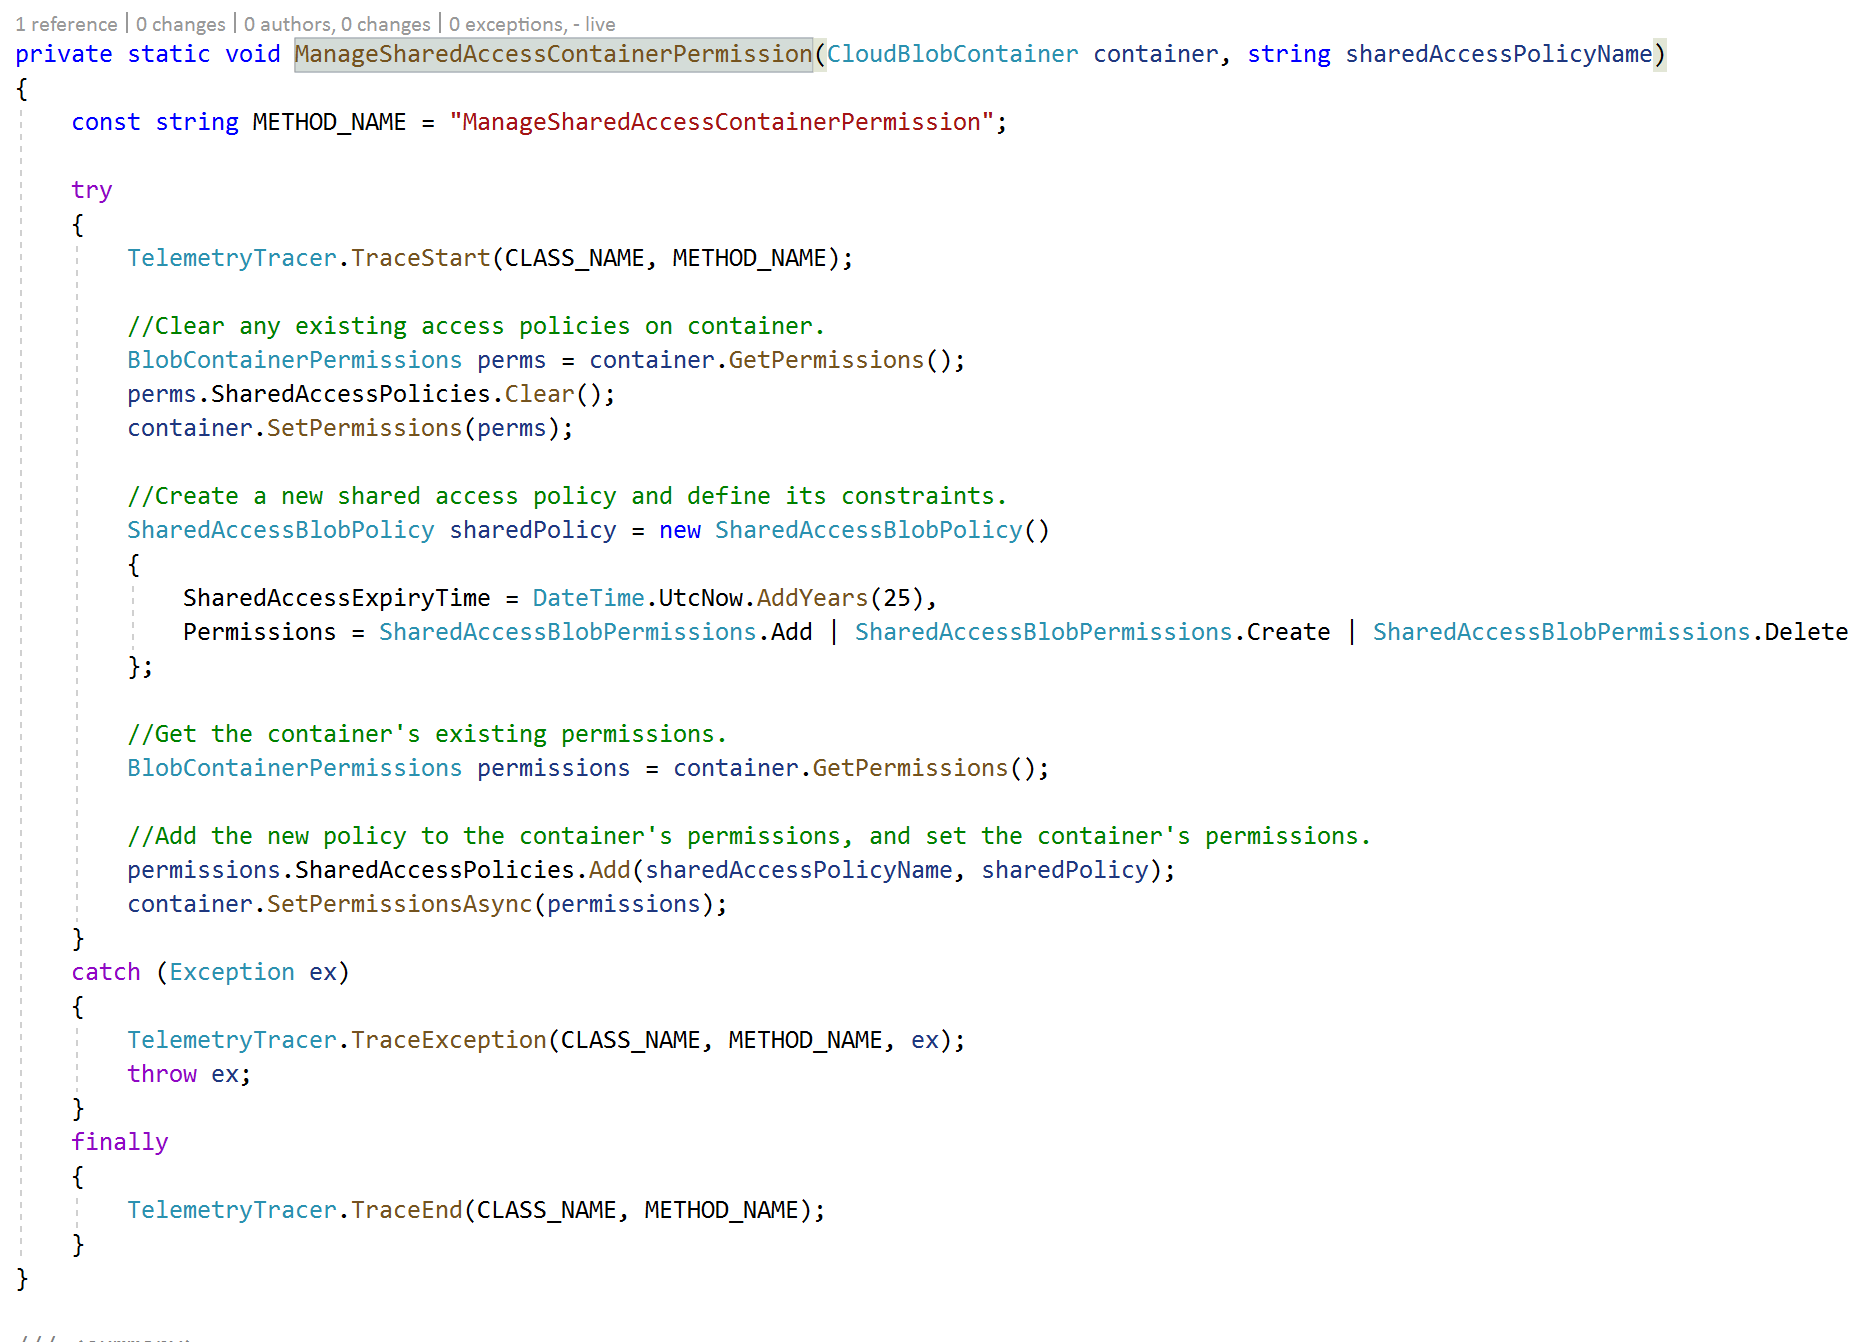 1 reference | 0 changes | 0 authors, 0 changes | 0 exceptions, - live
private static void ManageSharedAccessContainerPermission(CloudBlobContainer container, string sharedAccessPolicyName)
{
    const string METHOD_NAME = "ManageSharedAccessContainerPermission";

    try
    {
        TelemetryTracer.TraceStart(CLASS_NAME, METHOD_NAME);

        //Clear any existing access policies on container.
        BlobContainerPermissions perms = container.GetPermissions();
        perms.SharedAccessPolicies.Clear();
        container.SetPermissions(perms);

        //Create a new shared access policy and define its constraints.
        SharedAccessBlobPolicy sharedPolicy = new SharedAccessBlobPolicy()
        {
            SharedAccessExpiryTime = DateTime.UtcNow.AddYears(25),
            Permissions = SharedAccessBlobPermissions.Add | SharedAccessBlobPermissions.Create | SharedAccessBlobPermissions.Delete
        };

        //Get the container's existing permissions.
        BlobContainerPermissions permissions = container.GetPermissions();

        //Add the new policy to the container's permissions, and set the container's permissions.
        permissions.SharedAccessPolicies.Add(sharedAccessPolicyName, sharedPolicy);
        container.SetPermissionsAsync(permissions);
    }
    catch (Exception ex)
    {
        TelemetryTracer.TraceException(CLASS_NAME, METHOD_NAME, ex);
        throw ex;
    }
    finally
    {
        TelemetryTracer.TraceEnd(CLASS_NAME, METHOD_NAME);
    }
}